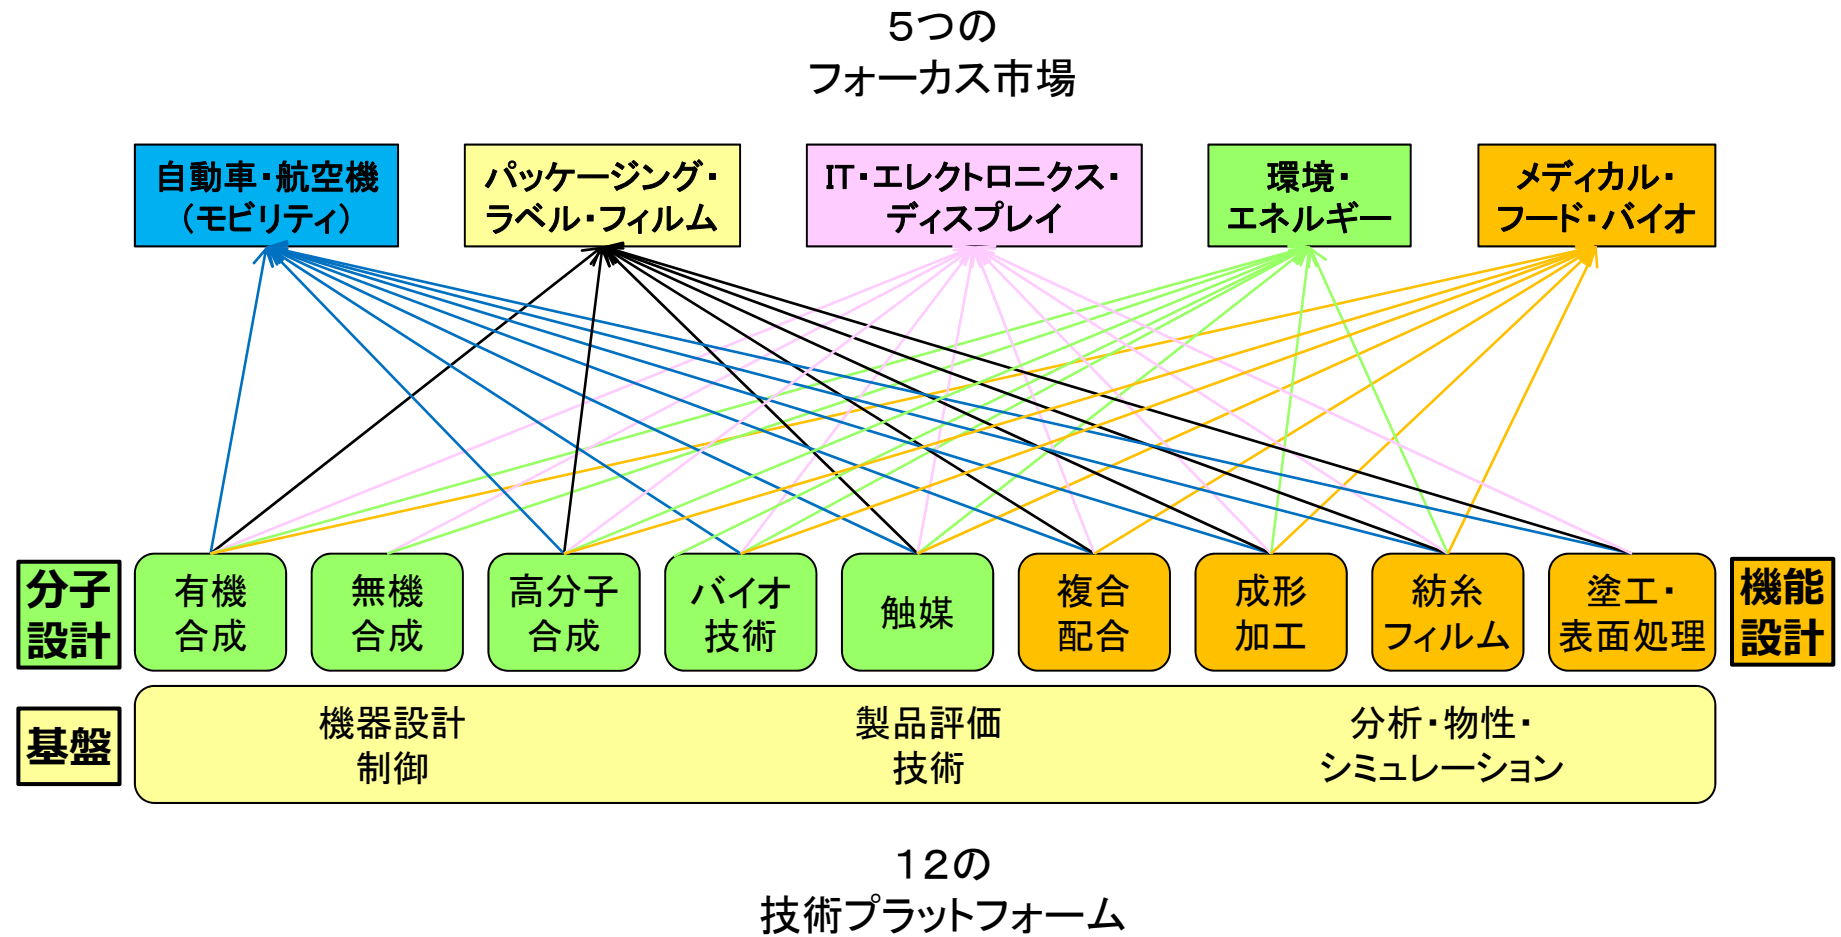 ５つの
フォーカス市場
自動車・航空機
（モビリティ）
パッケージング・
ラベル・フィルム
IT・エレクトロニクス・
ディスプレイ
環境・
エネルギー
メディカル・
フード・バイオ
分子
設計
有機
合成
無機
合成
高分子
合成
バイオ
技術
触媒
複合
配合
成形
加工
紡糸
フィルム
塗工・
表面処理
機能
設計
基盤
機器設計
制御
製品評価
技術
分析・物性・
シミュレーション
１２の
技術プラットフォーム